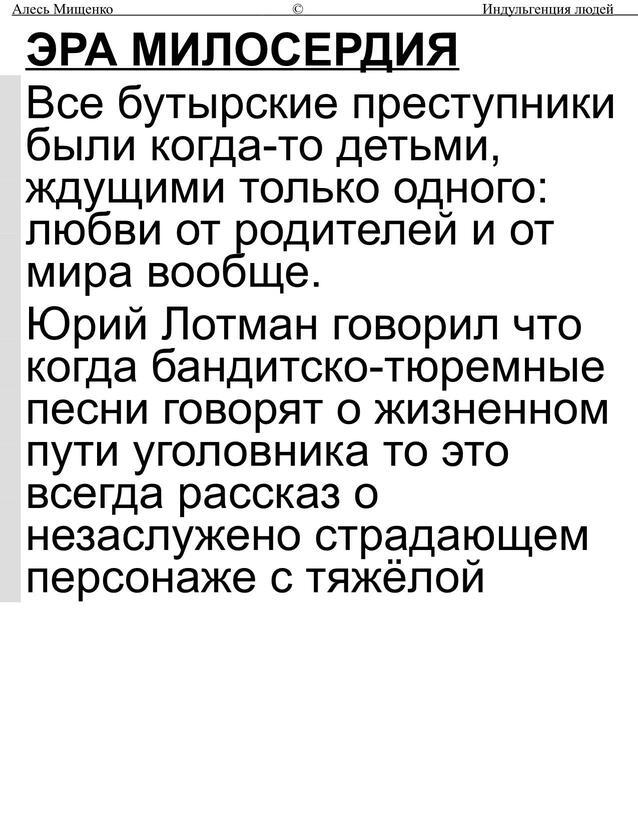 Алесь Мищенко © Индульгенция людей
ЭРА МИЛОСЕРДИЯ
Все бутырские преступники
были когда-то детьми,
ждущими только одного:
любви от родителей и от
мира вообще.
Юрий Лотман говорил что
когда бандитско-тюремные
песни говорят о жизненном
пути уголовника то это
всегда рассказ о
незаслужено страдающем
персонаже с тяжёлой